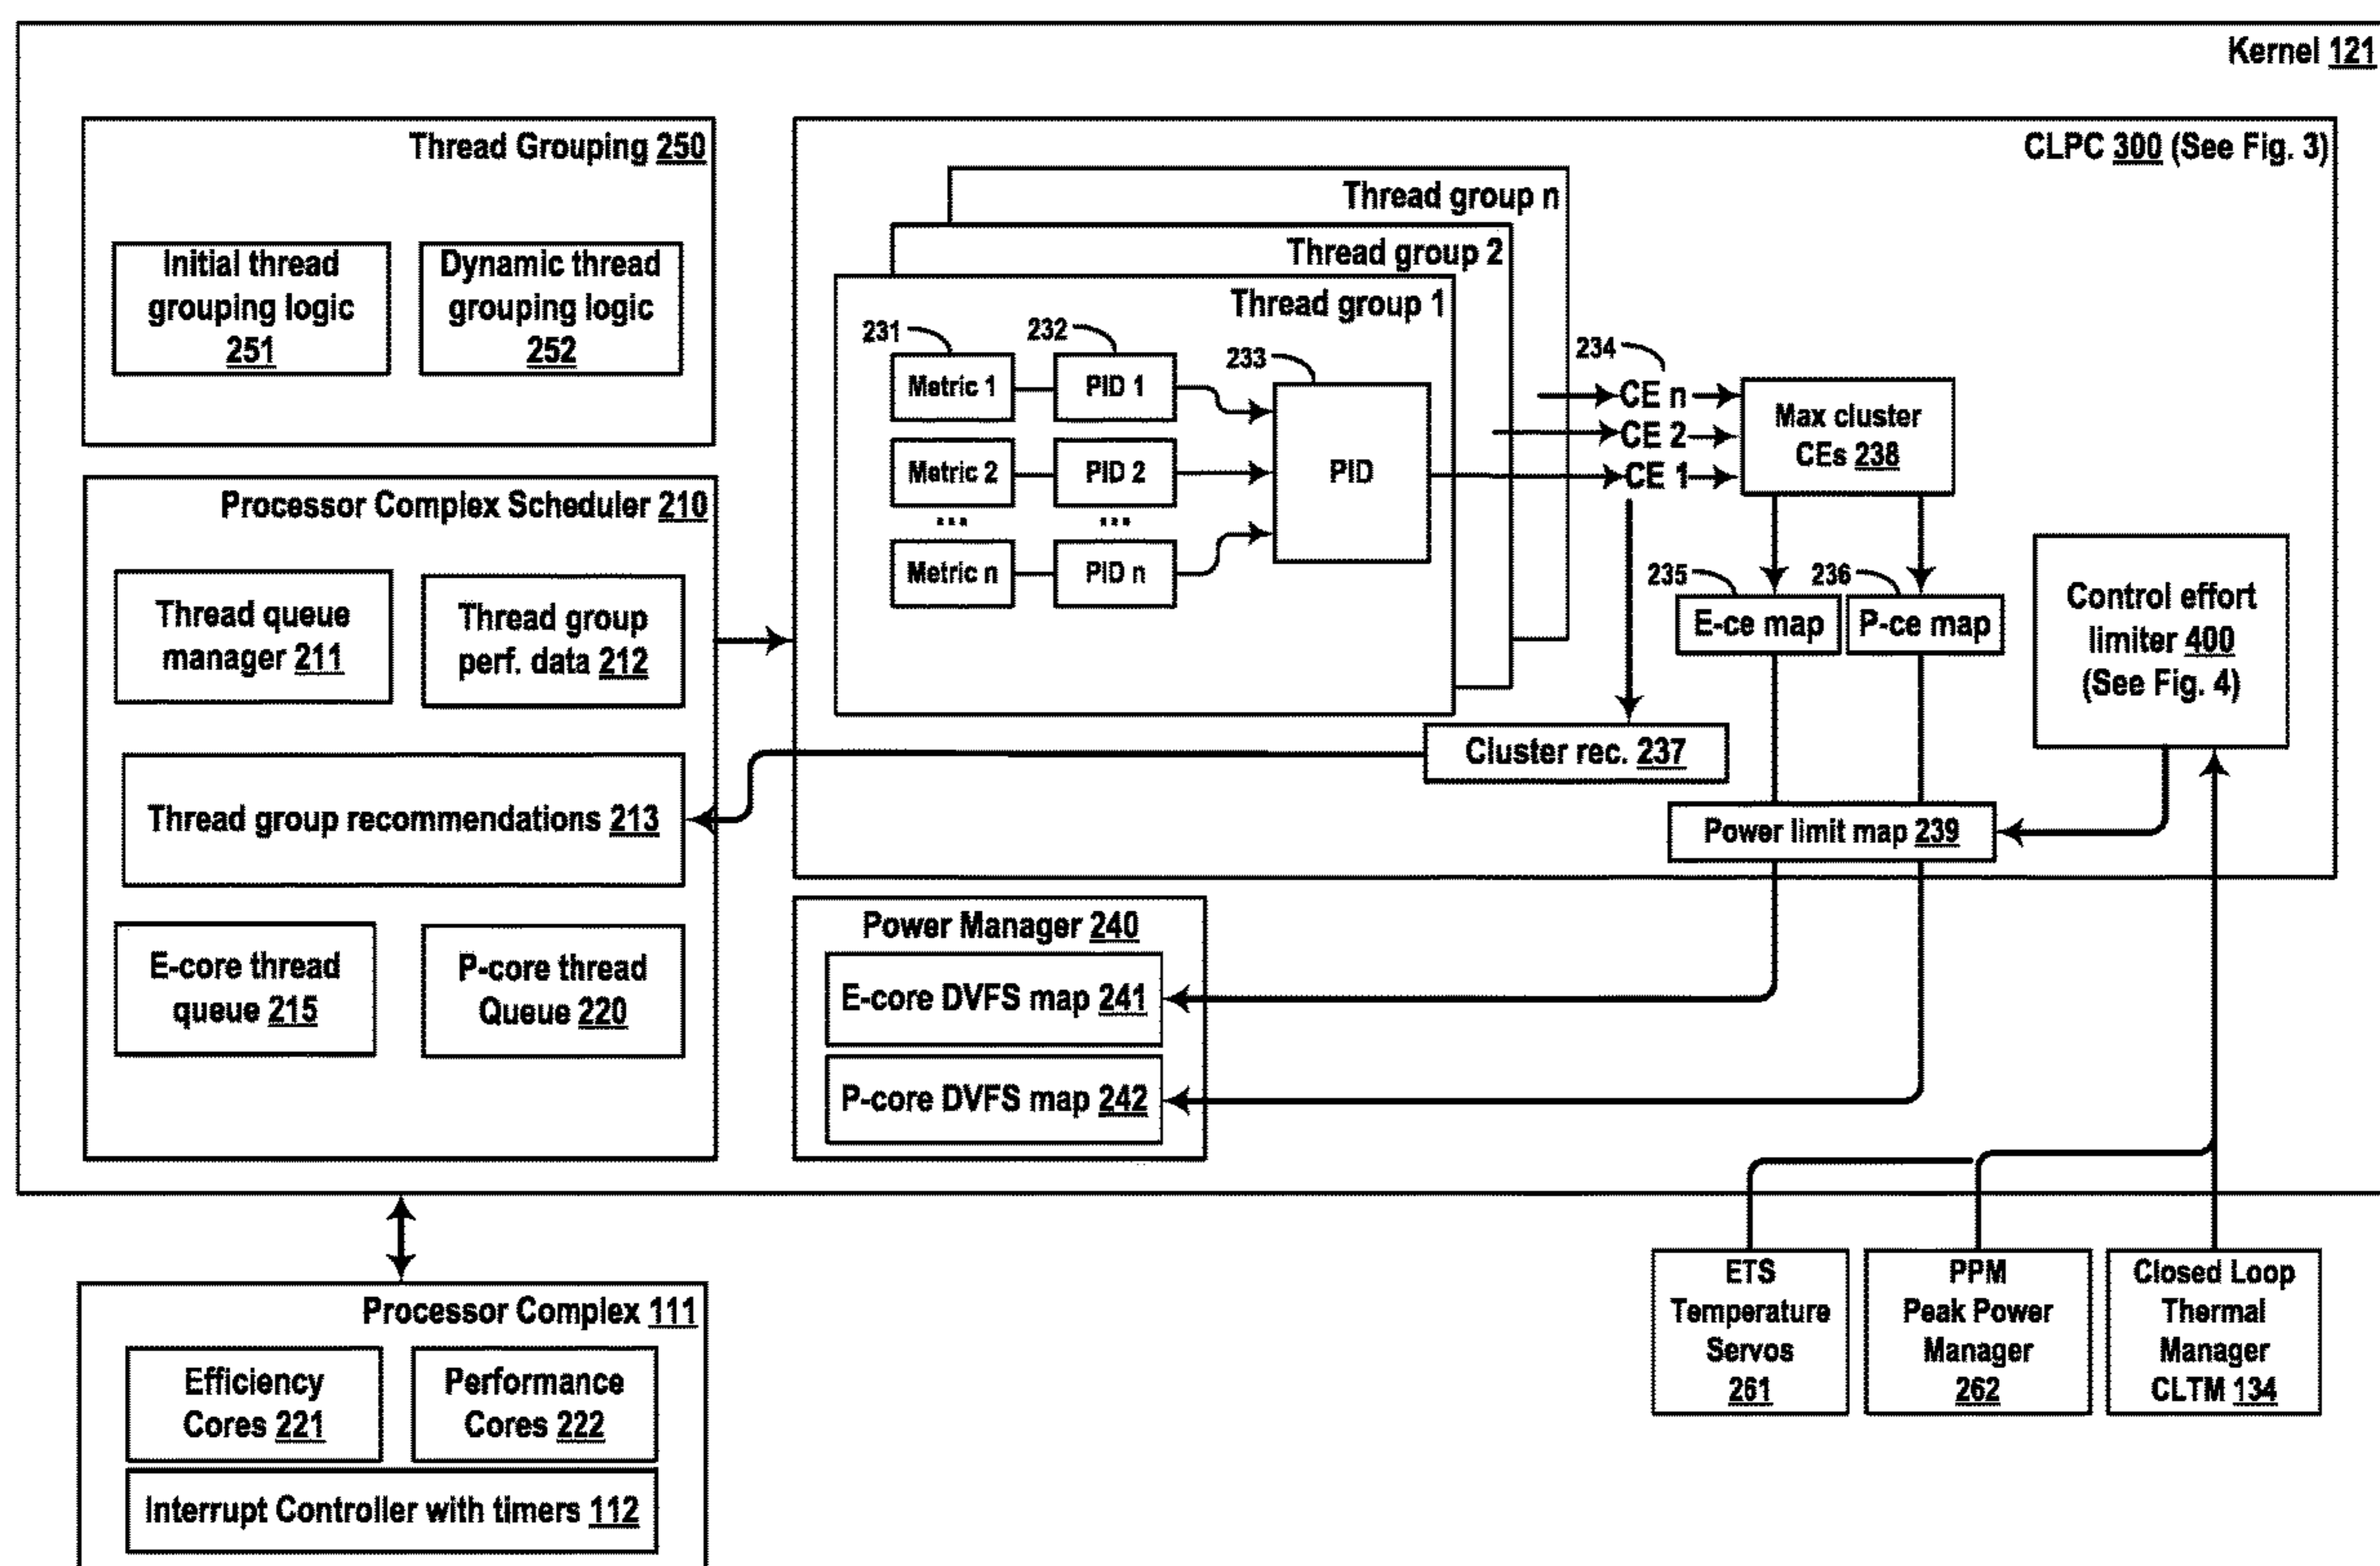 Kernel 121
Thread Grouping 250
Initial thread
grouping logic
251
Dynamic thread
grouping logic
252
Processor Complex Scheduler 210
Thread queue
manager 211
Thread group
perf. data 212
Thread group recommendations 213
E-core thread
queue 215
P-core thread
Queue 220
CLPC 300 (See Fig. 3)
Thread group n
Thread group 2
Thread group 1
231
232
233
Metric 1
PID 1
Metric 2
PID 2
...
...
Metric n
PID n
PID
234
CE n
CE 2
CE 1
Max cluster
CEs 238
235
236
E-ce map
P-ce map
Control effort
limiter 400
(See Fig. 4)
Cluster rec. 237
Power limit map 239
Power Manager 240
E-core DVFS map 241
P-core DVFS map 242
Processor Complex 111
Efficiency
Cores 221
Performance
Cores 222
Interrupt Controller with timers 112
ETS
Temperature
Servos
261
PPM
Peak Power
Manager
262
Closed Loop
Thermal
Manager
CLTM 134